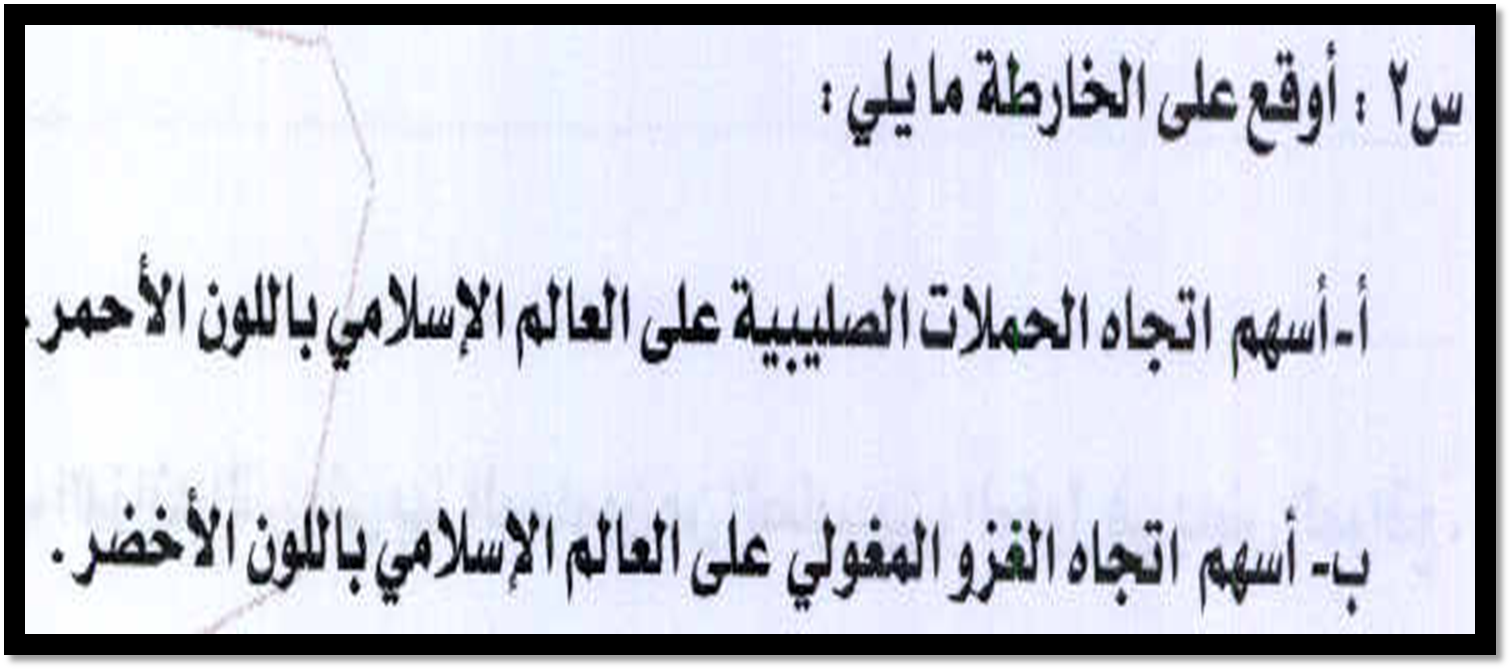 س٢ : أوقع على الخارطة ما يلي :
أ- أسهم اتجاه الحملات الصليبية على العالم الإسلامي باللون الأحمر.
ب- أسهم اتجاه الغزو المغولي على العالم الإسلامي باللون الأخضر.